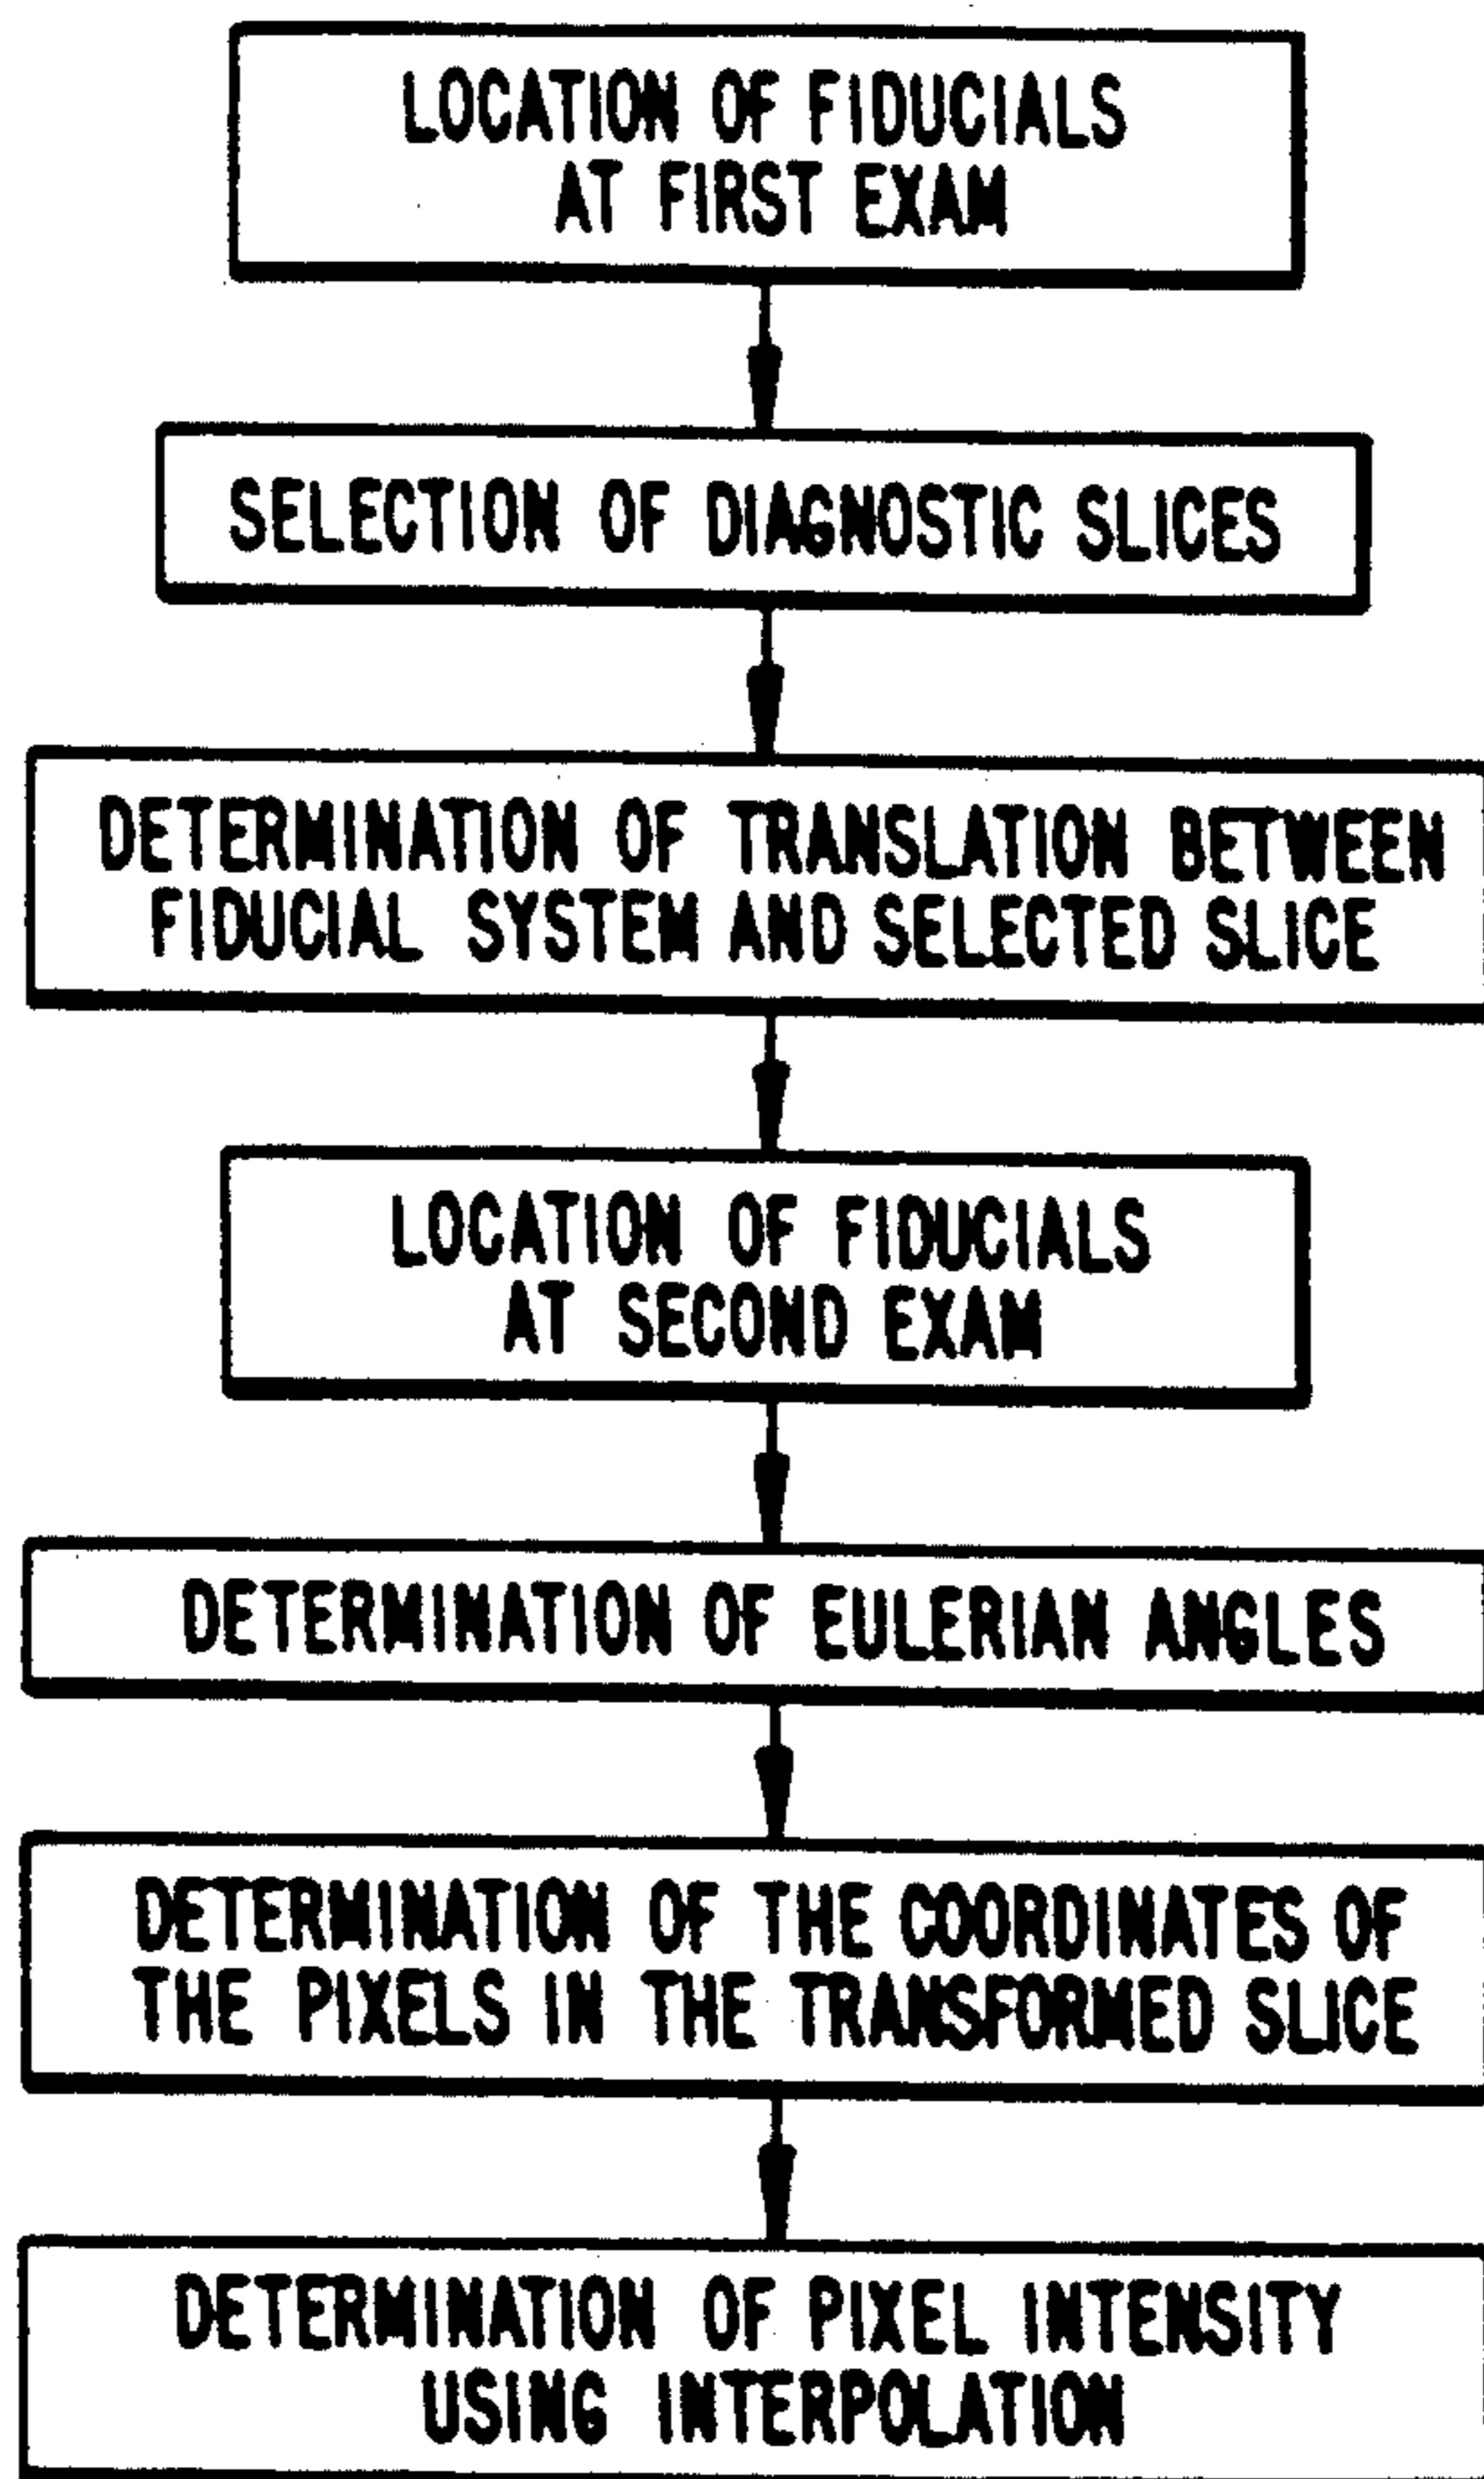 LOCATION OF FIDUCIALS
AT FIRST EXAM
SELECTION OF DIAGNOSTIC SLICES
DETERMINATION OF TRANSLATION BETWEEN
FIDUCIAL SYSTEM AND SELECTED SLICE
LOCATION OF FIDUCIALS
AT SECOND EXAM
DETERMINATION OF EULERIAN ANGLES
DETERMINATION OF THE COORDINATES OF
THE PIXELS IN THE TRANSFORMED SLICE
DETERMINATION OF PIXEL INTENSITY
USING INTERPOLATION